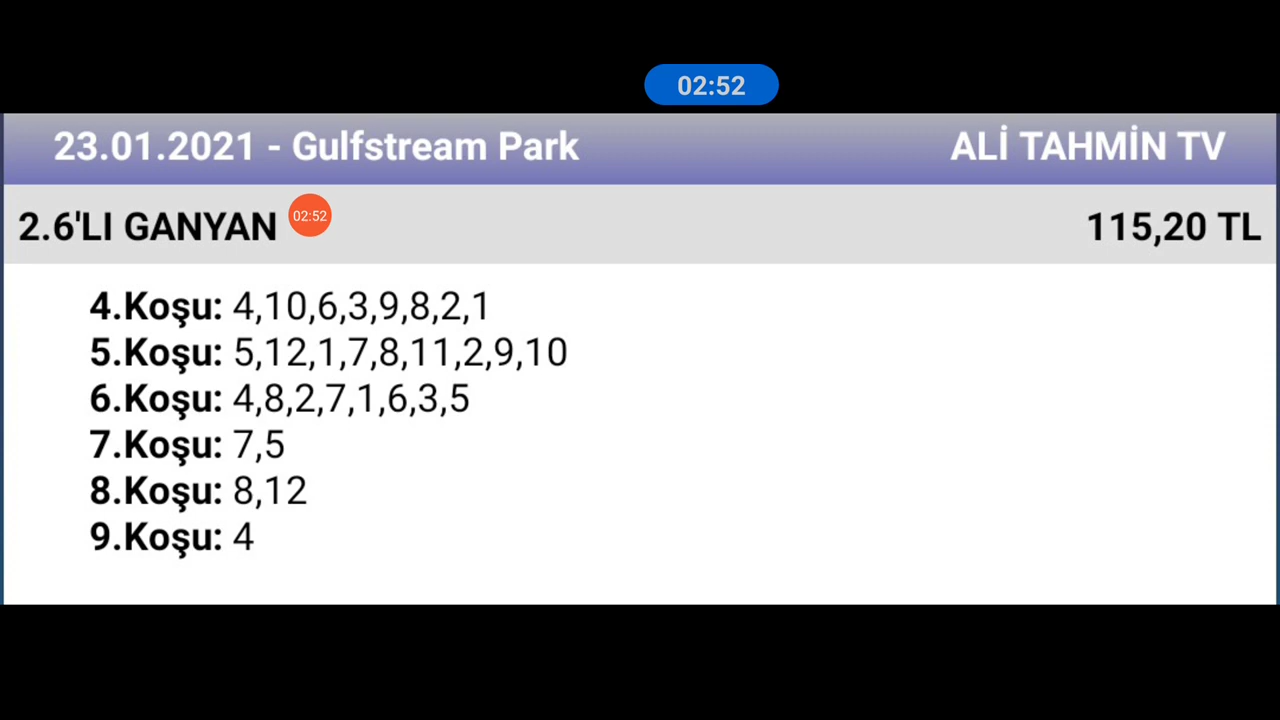 02:52
23.01.2021 - Gulfstream Park ALİ TAHMİN TV
2.6'LI GANYAN 02:52 115,20 TL
4.Koşu: 4,10,6,3,9,8,2,1
5.Koşu: 5,12,1,7,8,11,2,9,10
6.Koşu: 4,8,2,7,1,6,3,5
7.Koşu: 7,5
8.Koşu: 8,12
9.Koşu: 4